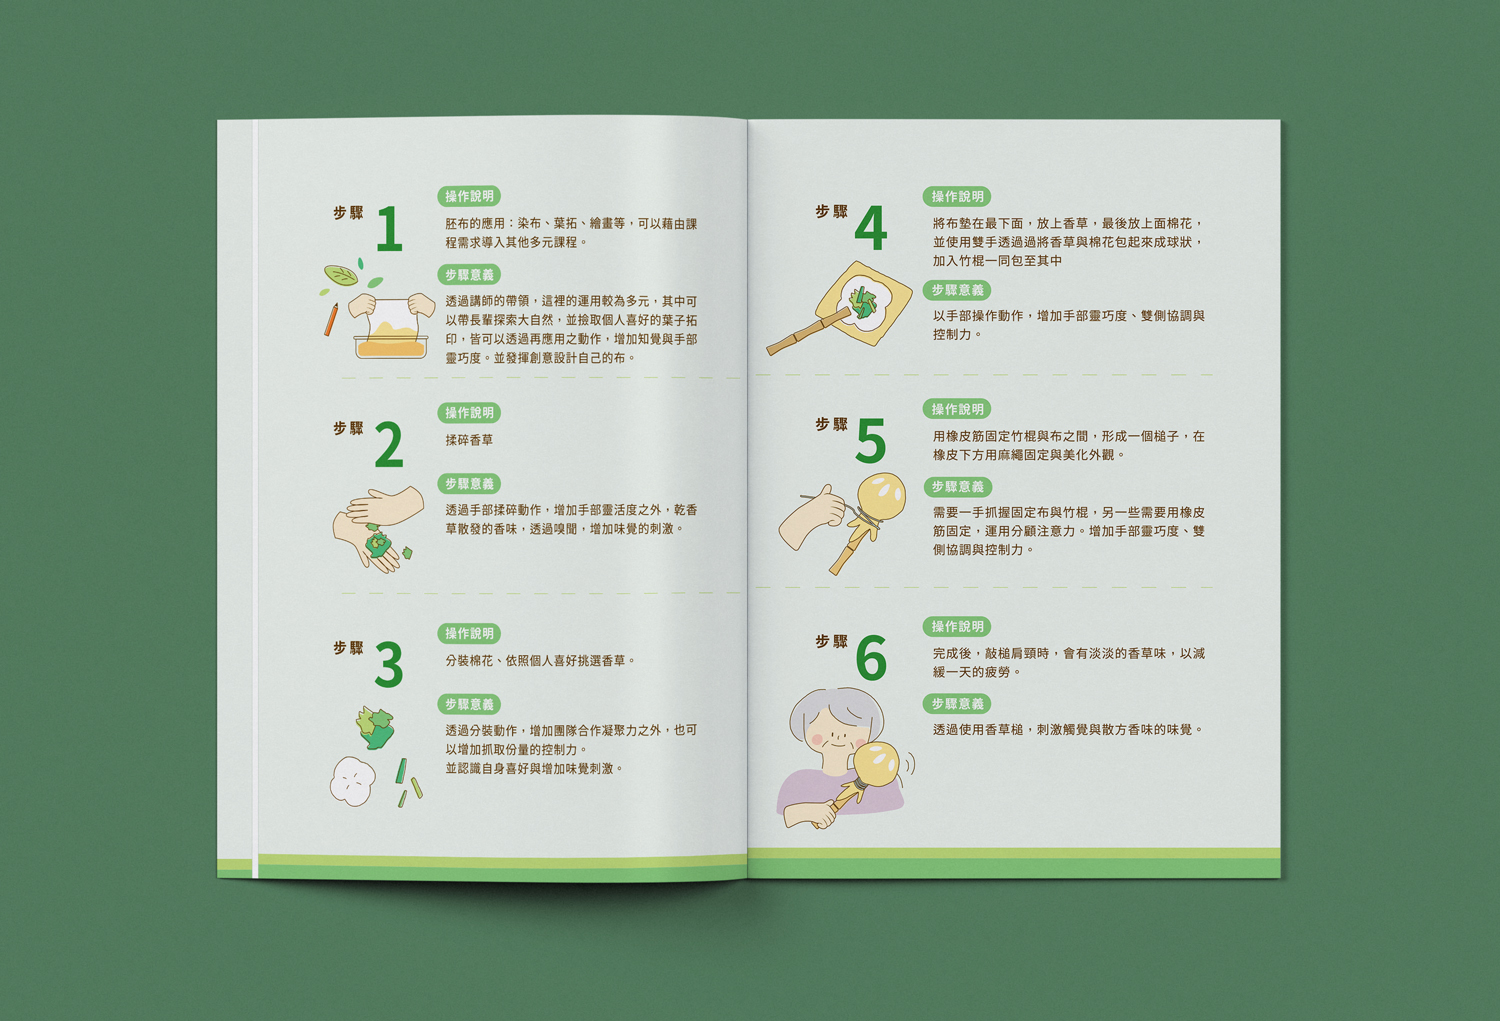 步驟 1
操作說明
胚布的應用：染布、葉拓、繪畫等，可以藉由課
程需求導入其他多元課程。
步驟意義
透過講師的帶領，這裡的運用較為多元，其中可
以帶長輩探索大自然，並撿取個人喜好的葉子拓
印，皆可以透過再應用之動作，增加知覺與手部
靈巧度。並發揮創意設計自己的布。
步驟 2
操作說明
揉碎香草
步驟意義
透過手部揉碎動作，增加手部靈活度之外，乾香
草散發的香味，透過嗅聞，增加味覺的刺激。
步驟 3
操作說明
分裝棉花、依照個人喜好挑選香草。
步驟意義
透過分裝動作，增加團隊合作凝聚力之外，也可
以增加抓取份量的控制力。
並認識自身喜好與增加味覺刺激。
步驟 4
操作說明
將布墊在最下面，放上香草，最後放上面棉花，
並使用雙手透過過將香草與棉花包起來成球狀，
加入竹棍一同包至其中
步驟意義
以手部操作動作，增加手部靈巧度、雙側協調與
控制力。
步驟 5
操作說明
用橡皮筋固定竹棍與布之間，形成一個槌子，在
橡皮下方用麻繩固定與美化外觀。
步驟意義
需要一手抓握固定布與竹棍，另一些需要用橡皮
筋固定，運用分顧注意力。增加手部靈巧度、雙
側協調與控制力。
步驟 6
操作說明
完成後，敲槌肩頸時，會有淡淡的香草味，以減
緩一天的疲勞。
步驟意義
透過使用香草槌，刺激觸覺與散方香味的味覺。